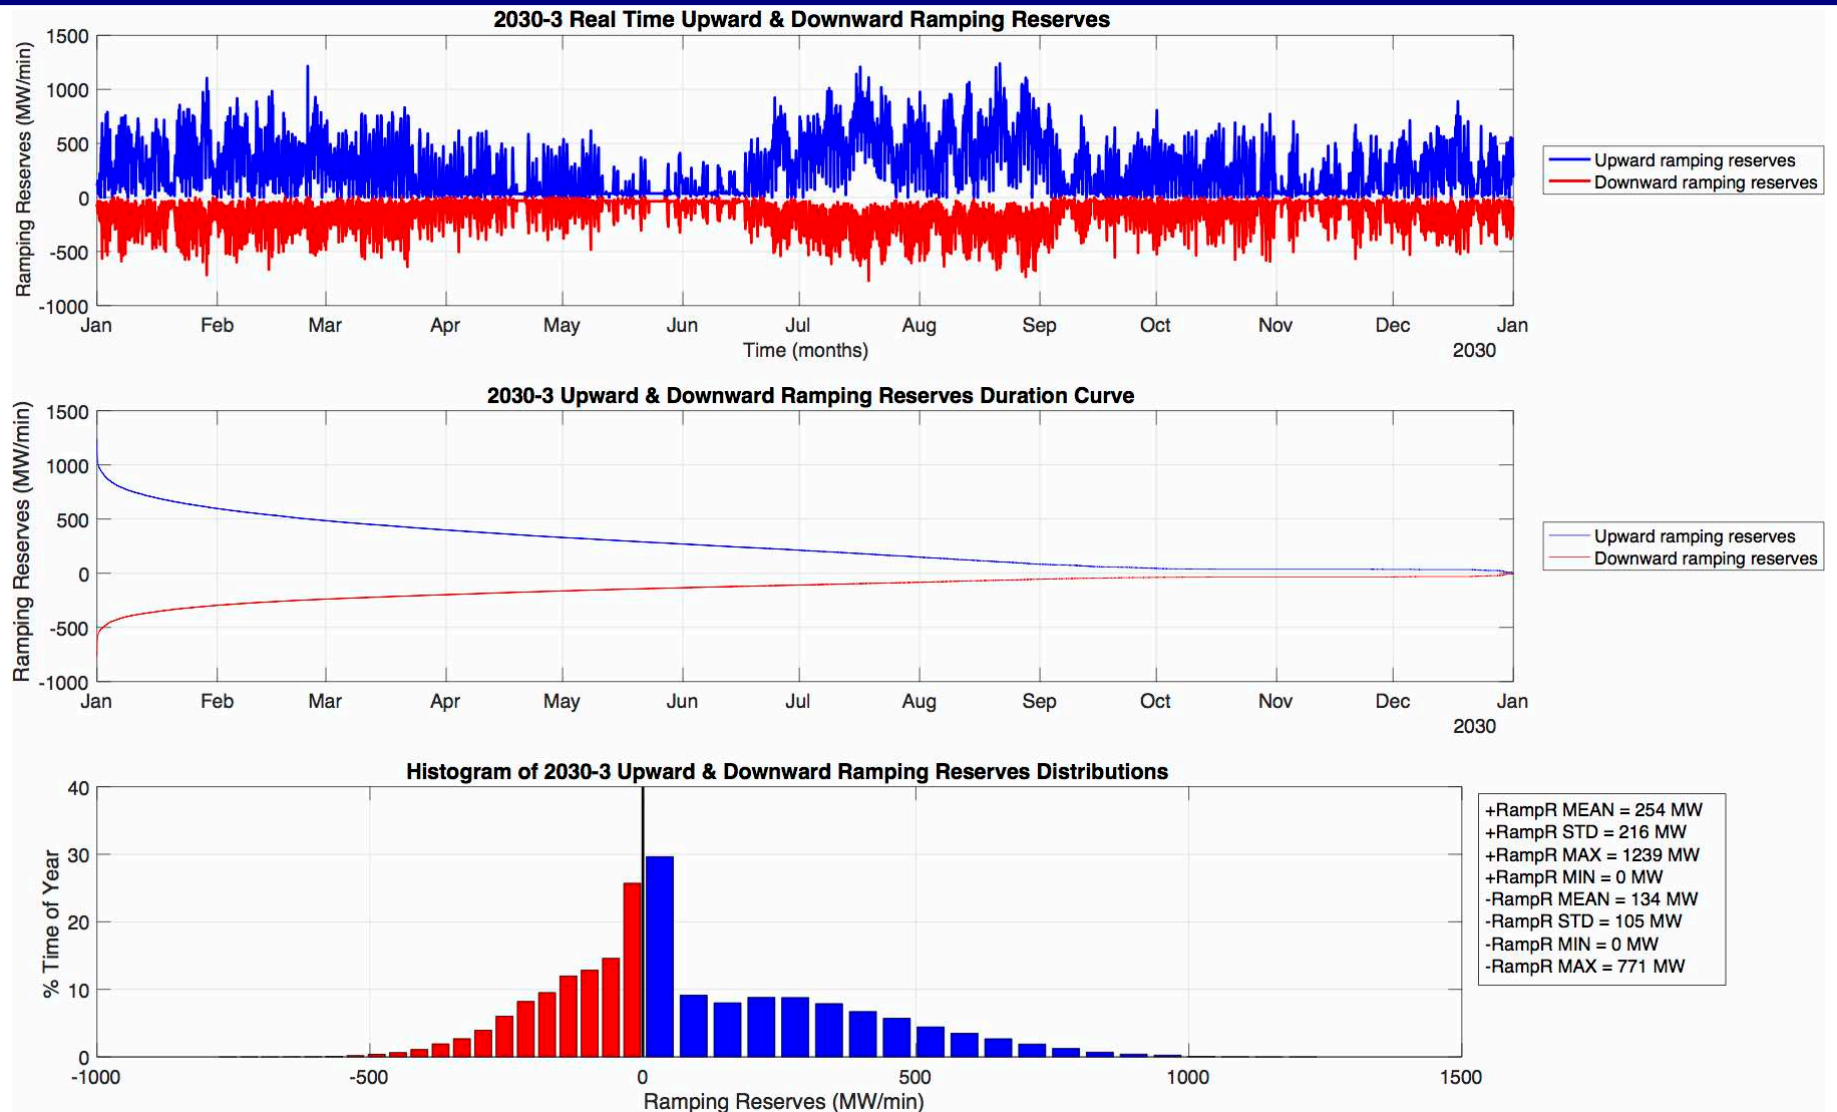 2030-3 Real Time Upward & Downward Ramping Reserves
Ramping Reserves (MW/min)
1500
1000
500
0
-500
-1000
Jan Feb Mar Apr May Jun Jul Aug Sep Oct Nov Dec Jan
Time (months)
2030
Upward ramping reserves
Downward ramping reserves
2030-3 Upward & Downward Ramping Reserves Duration Curve
Ramping Reserves (MW/min)
1500
1000
500
0
-500
-1000
Jan Feb Mar Apr May Jun Jul Aug Sep Oct Nov Dec Jan
2030
Upward ramping reserves
Downward ramping reserves
Histogram of 2030-3 Upward & Downward Ramping Reserves Distributions
% Time of Year
40
30
20
10
0
-1000 -500 0 500 1000 1500
Ramping Reserves (MW/min)
+RampR MEAN = 254 MW
+RampR STD = 216 MW
+RampR MAX = 1239 MW
+RampR MIN = 0 MW
-RampR MEAN = 134 MW
-RampR STD = 105 MW
-RampR MIN = 0 MW
-RampR MAX = 771 MW